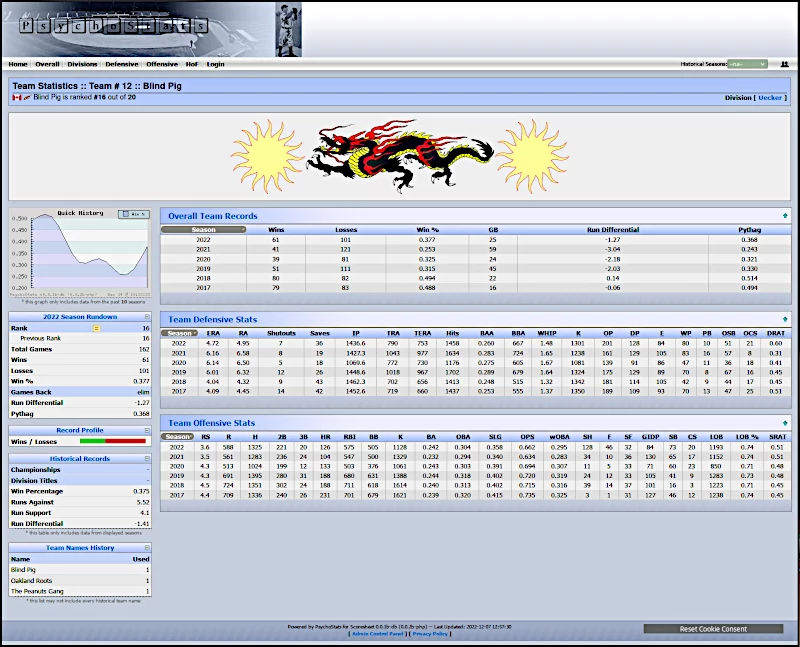 PsychoStats
Home Overall Divisions Defensive Offensive HoF Login
Historical Seasons:
Team Statistics :: Team # 12 :: Blind Pig
Blind Pig is ranked #16 out of 20
Division [ Uecker ]
Quick History
Win %
0.500
0.450
0.400
0.350
0.300
0.250
0.200
* this graph only includes data from the past 10 seasons
2022 Season Rundown
Rank 16
Previous Rank 16
Total Games 162
Wins 61
Losses 101
Win % 0.377
Games Back elim
Run Differential -1.27
Pythag 0.368
Record Profile
Wins / Losses
Historical Records
Championships -
Division Titles -
Win Percentage 0.375
Runs Against 5.52
Run Support 4.1
Run Differential -1.41
* this table only includes data from displayed seasons
Team Names History
Name Used
Blind Pig 1
Oakland Roots 1
The Peanuts Gang 1
* this list may not include every historical team name
Overall Team Records
Season Wins Losses Win % GB Run Differential Pythag
2022 61 101 0.377 25 -1.27 0.368
2021 41 121 0.253 59 -3.04 0.243
2020 39 81 0.325 24 -2.18 0.321
2019 51 111 0.315 45 -2.03 0.330
2018 80 82 0.494 22 0.14 0.514
2017 79 83 0.488 16 -0.06 0.494
Team Defensive Stats
Season ERA RA Shutouts Saves IP TRA TERA Hits BAA BBA WHIP K OP DP E WP PB OSB OCS DRAT
2022 4.72 4.95 7 36 1436.6 790 753 1458 0.260 667 1.48 1301 201 128 84 80 10 51 21 0.60
2021 6.16 6.58 8 19 1427.3 1043 977 1634 0.283 724 1.65 1238 161 129 105 83 16 57 8 0.31
2020 6.14 6.50 5 18 1069.6 772 730 1176 0.275 605 1.67 1081 139 91 86 47 11 36 18 0.41
2019 6.01 6.32 12 26 1448.6 1018 967 1702 0.289 679 1.64 1324 175 129 89 70 8 67 16 0.45
2018 4.04 4.32 9 43 1462.3 702 656 1413 0.248 515 1.32 1342 181 114 105 42 9 44 17 0.45
2017 4.09 4.45 14 42 1452.6 719 660 1437 0.253 555 1.37 1350 189 109 93 70 13 47 25 0.51
Team Offensive Stats
Season RS R H 2B 3B HR RBI BB K BA OBA SLG OPS wOBA SH F SF GIDP SB CS LOB LOB % SRAT
2022 3.6 588 1325 221 20 126 575 505 1128 0.242 0.304 0.358 0.662 0.295 128 46 32 84 73 20 1193 0.74 0.51
2021 3.5 561 1283 236 24 104 547 500 1329 0.232 0.294 0.340 0.634 0.283 34 10 36 130 65 17 1152 0.74 0.51
2020 4.3 513 1024 199 12 133 503 376 1061 0.243 0.303 0.391 0.694 0.307 11 5 33 71 60 23 850 0.71 0.48
2019 4.3 691 1395 280 31 188 680 631 1388 0.244 0.318 0.402 0.720 0.319 24 12 33 105 41 9 1283 0.73 0.48
2018 4.5 724 1351 302 24 188 711 618 1614 0.240 0.313 0.402 0.715 0.316 39 14 37 101 16 3 1223 0.71 0.45
2017 4.4 709 1336 240 26 231 701 679 1621 0.239 0.320 0.415 0.735 0.325 3 1 31 127 46 12 1238 0.74 0.45
Powered by PsychoStats for Scoresheet 0.0.1b-db (0.0.2b-php) -- Last Updated: 2022-12-07 12:37:30
[ Admin Control Panel ] [ Privacy Policy ]
Reset Cookie Consent